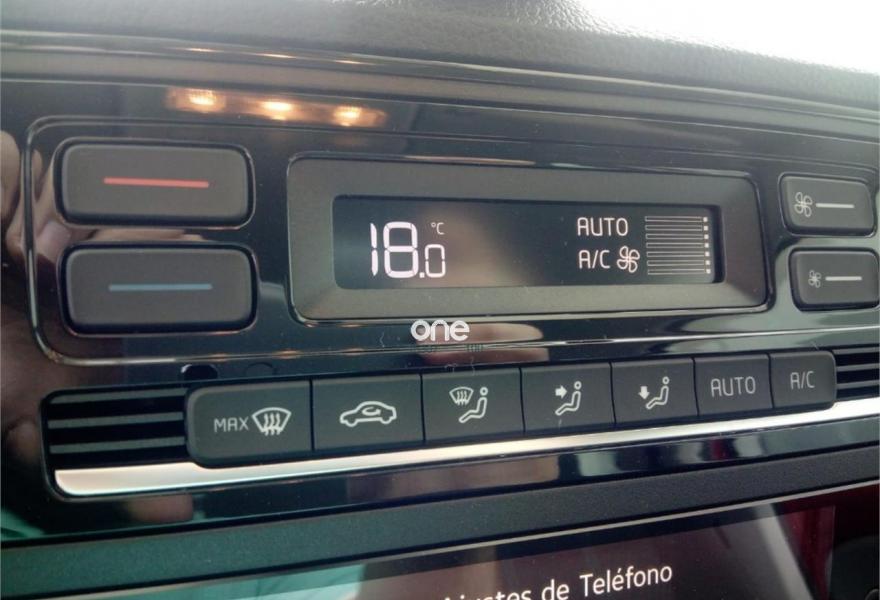 18.0 °C
AUTO
A/C
one
MAX
AUTO
A/C
de Teléfono